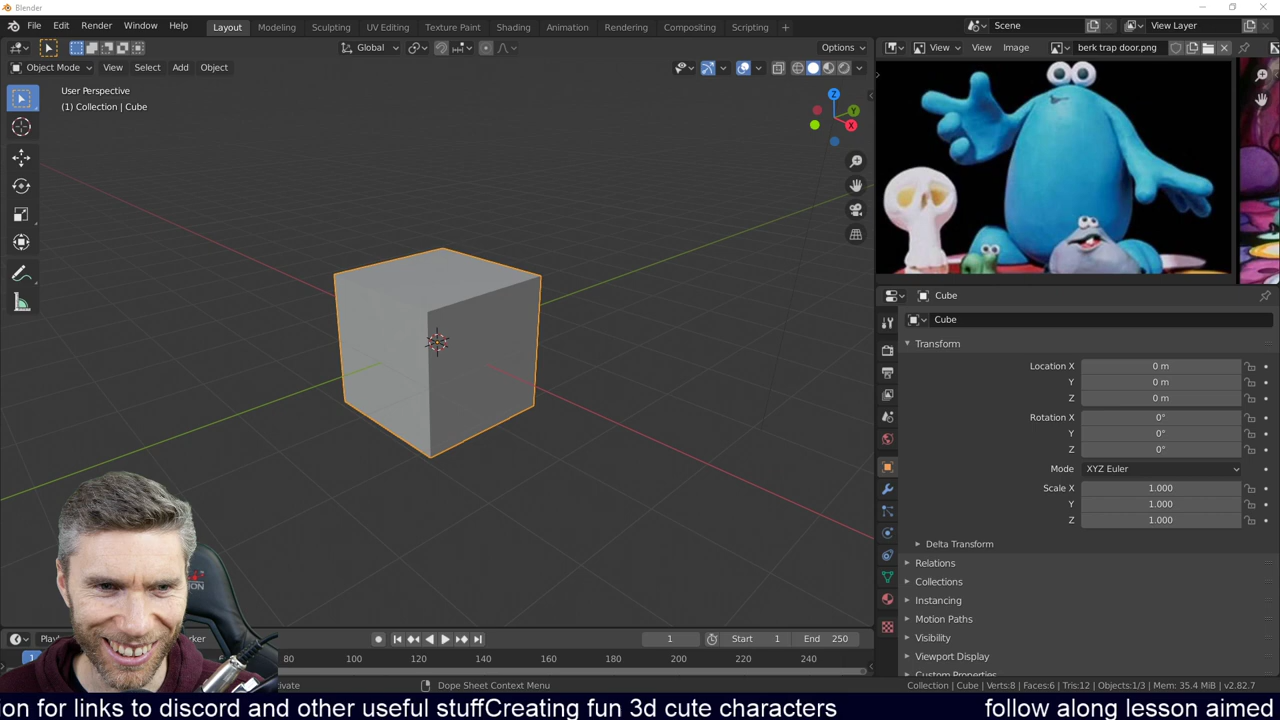 Blender
File Edit Render Window Help Layout Modeling Sculpting UV Editing Texture Paint Shading Animation Rendering Compositing Scripting + Scene View Layer
Global Options View View Image berk trap door.png
Object Mode View Select Add Object
User Perspective
(1) Collection | Cube
Z
Y
X
Cube
Cube
Transform
Location X 0 m
Y 0 m
Z 0 m
Rotation X 0°
Y 0°
Z 0°
Mode XYZ Euler
Scale X 1.000
Y 1.000
Z 1.000
Delta Transform
Relations
Collections
Instancing
Motion Paths
Visibility
Viewport Display
Custom Properties
1 Start 1 End 250
80 100 120 140 160 180 200 220 240
Dope Sheet Context Menu
Collection | Cube | Verts:8 | Faces:6 | Tris:12 | Objects:1/3 | Mem: 35.4 MiB | v2.82.7
ion for links to discord and other useful stuffCreating fun 3d cute characters follow along lesson aimed